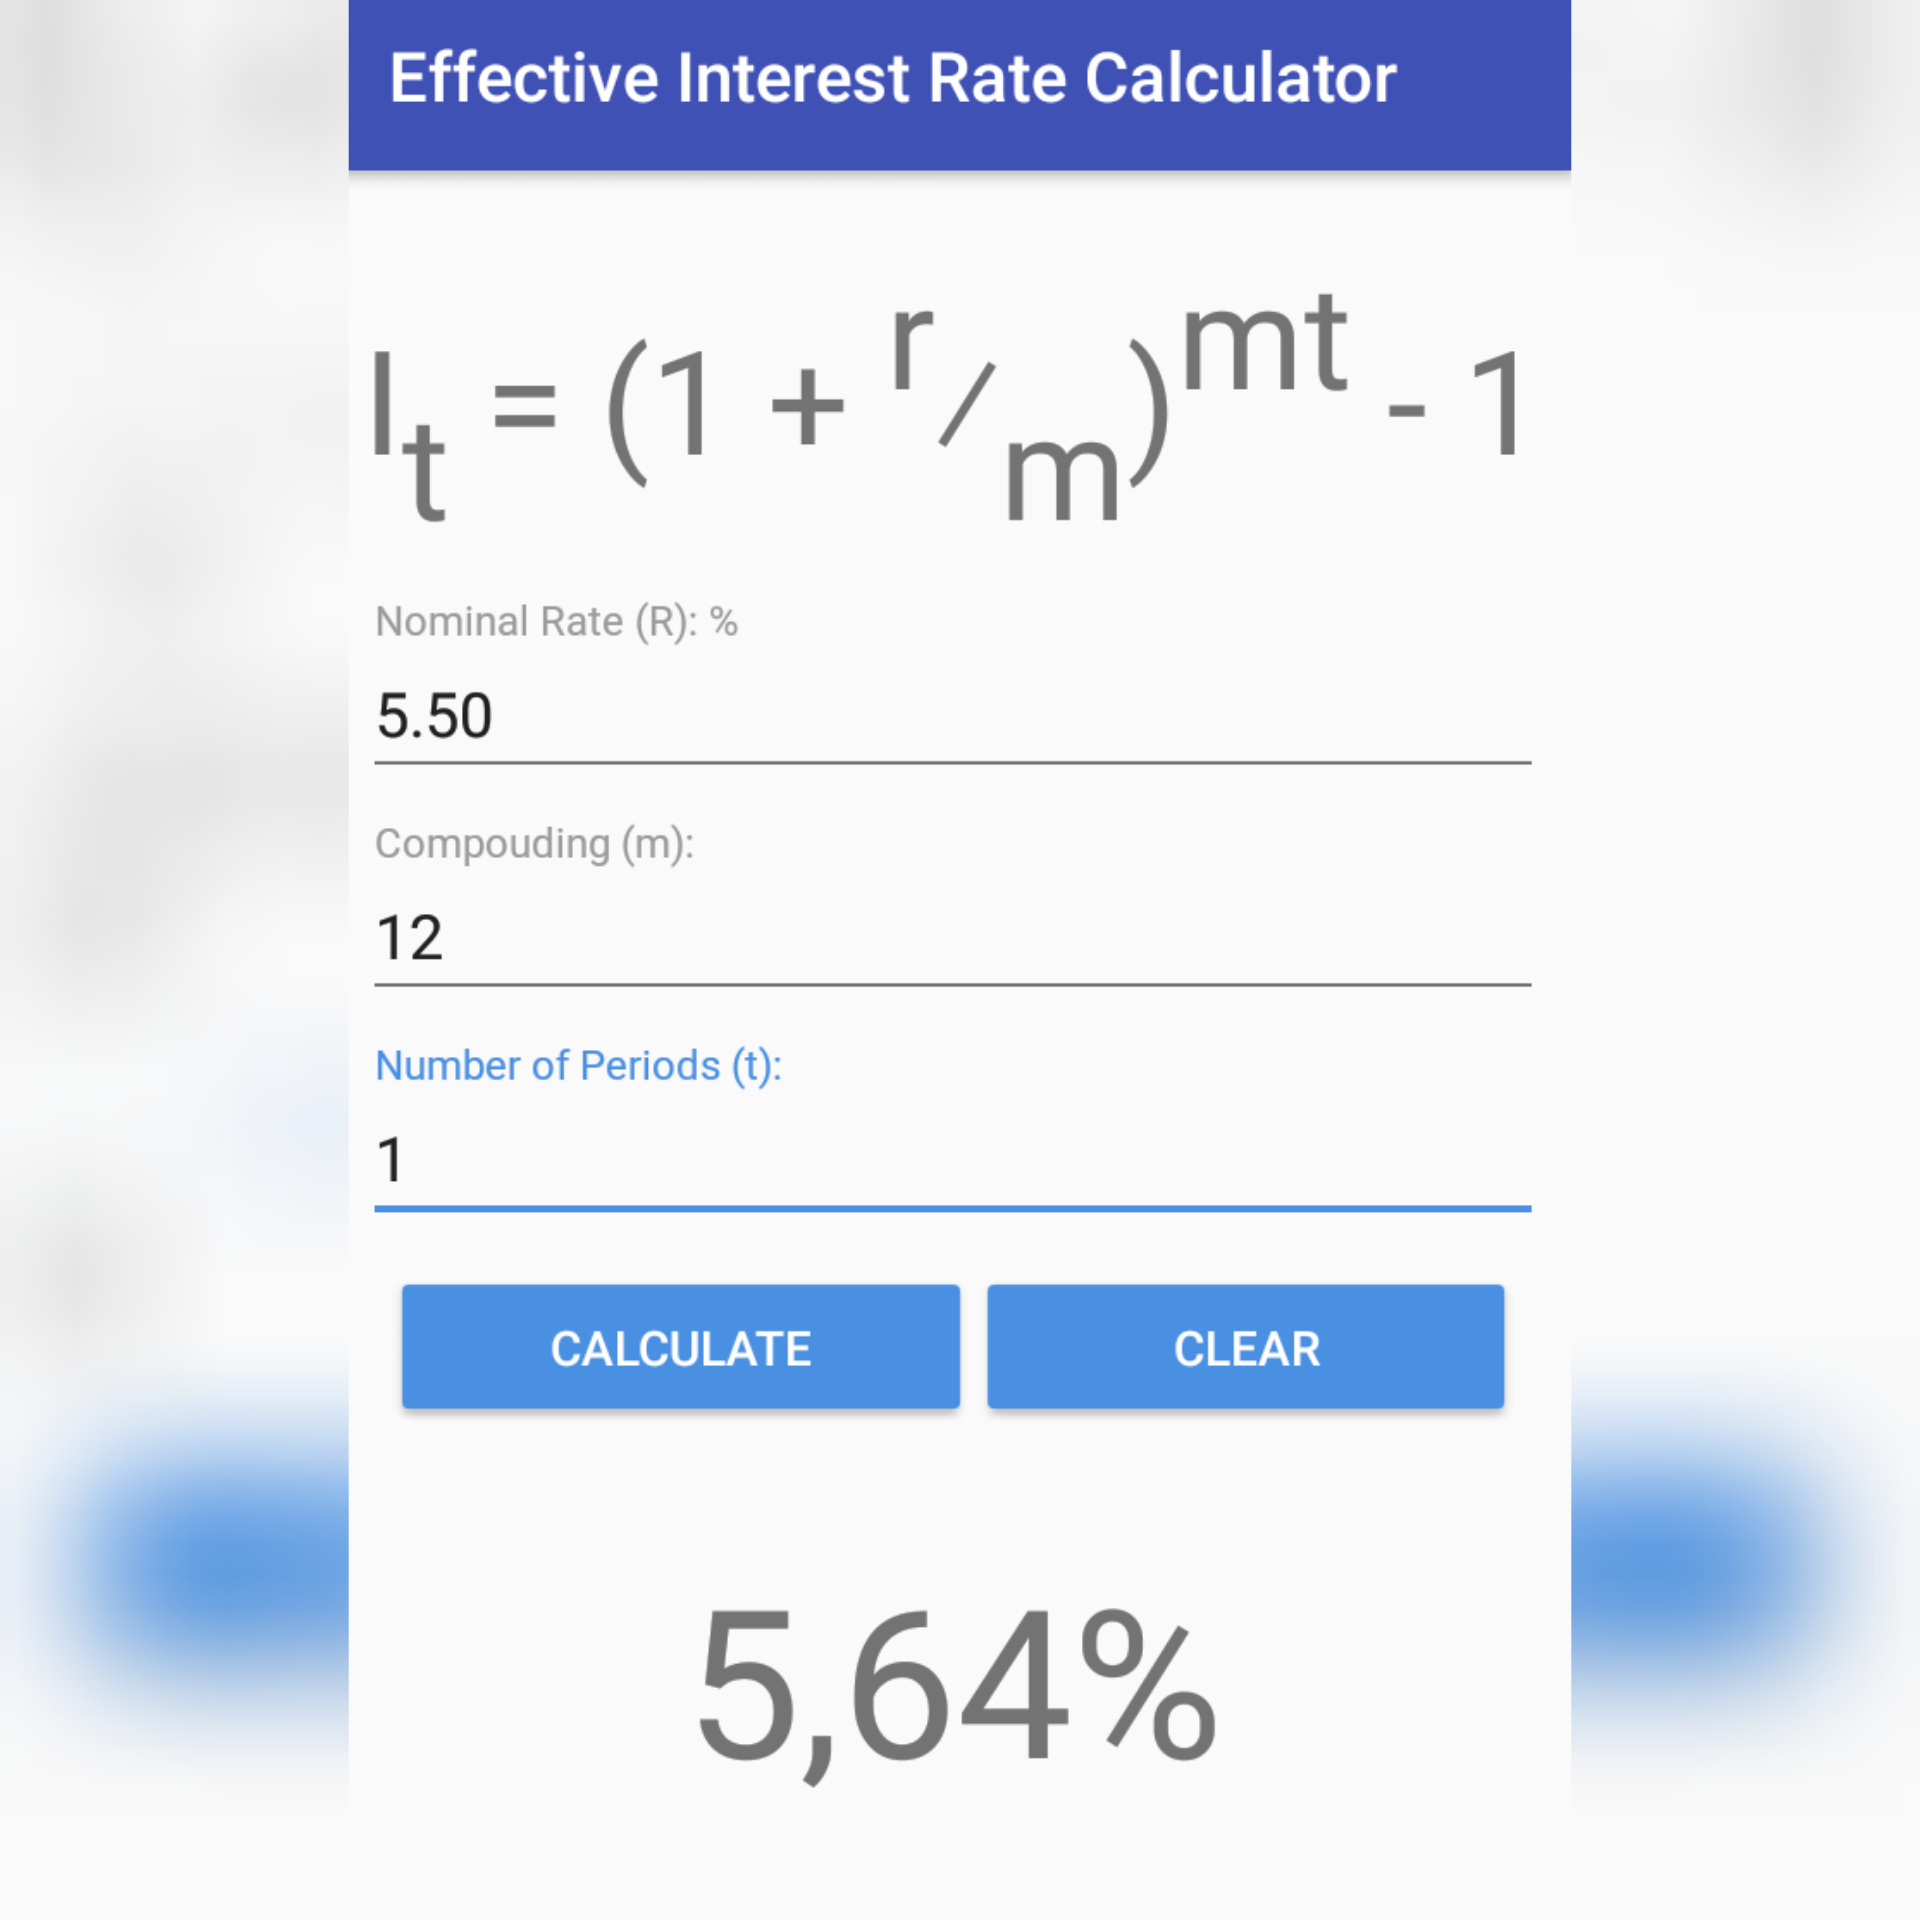 Effective Interest Rate Calculator
Iₜ = (1 + r⁄m)ᵐᵗ - 1
Nominal Rate (R): %
5.50
Compouding (m):
12
Number of Periods (t):
1
CALCULATE CLEAR
5,64%